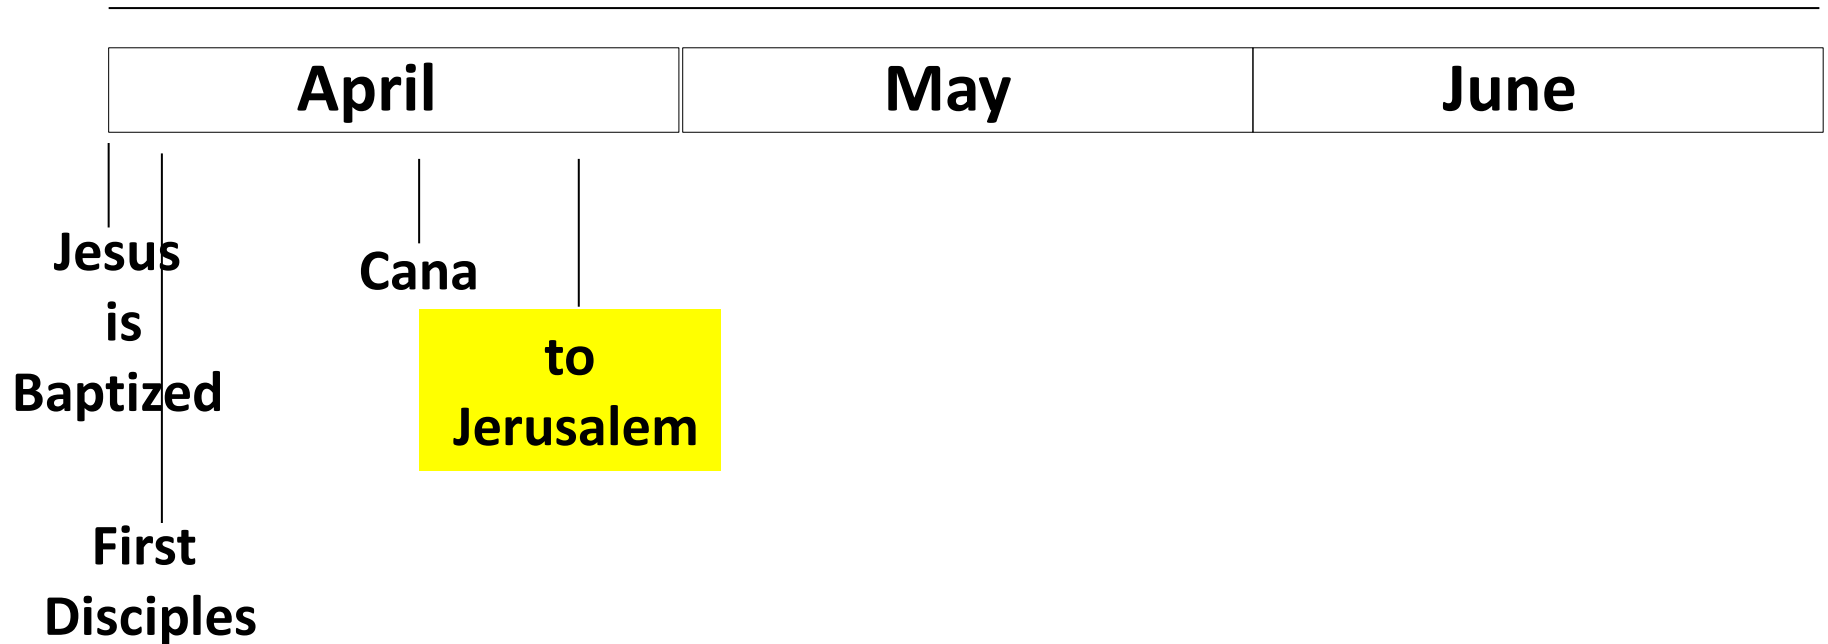 April May June
Jesus
is
Baptized
Cana
to
Jerusalem
First
Disciples